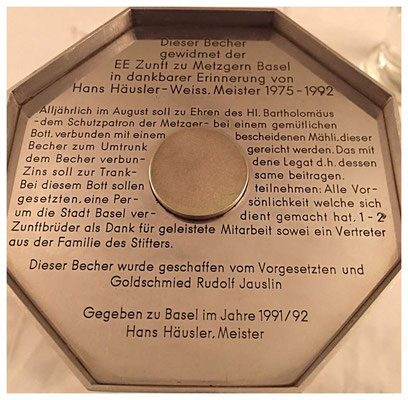 Dieser Becher
gewidmet der
EE Zunft zu Metzgern Basel
in dankbarer Erinnerung von
Hans Häusler-Weiss. Meister 1975-1992
Alljährlich im August soll zu Ehren des Hl. Bartholomäus
-dem Schutzpatron der Metzger- bei einem gemütlichen
Bott, verbunden mit einem bescheidenen Mähli, dieser
Becher zum Umtrunk gereicht werden. Das mit
dem Becher verbun- dene Legat d.h. dessen
Zins soll zur Trank- same beitragen.
Bei diesem Bott sollen teilnehmen: Alle Vor-
gesetzten, eine Per- sönlichkeit welche sich
um die Stadt Basel ver- dient gemacht hat, 1-2
Zunftbrüder als Dank für geleistete Mitarbeit sowei ein Vertreter
aus der Familie des Stifters.
Dieser Becher wurde geschaffen vom Vorgesetzten und
Goldschmied Rudolf Jauslin
Gegeben zu Basel im Jahre 1991/92
Hans Häusler, Meister